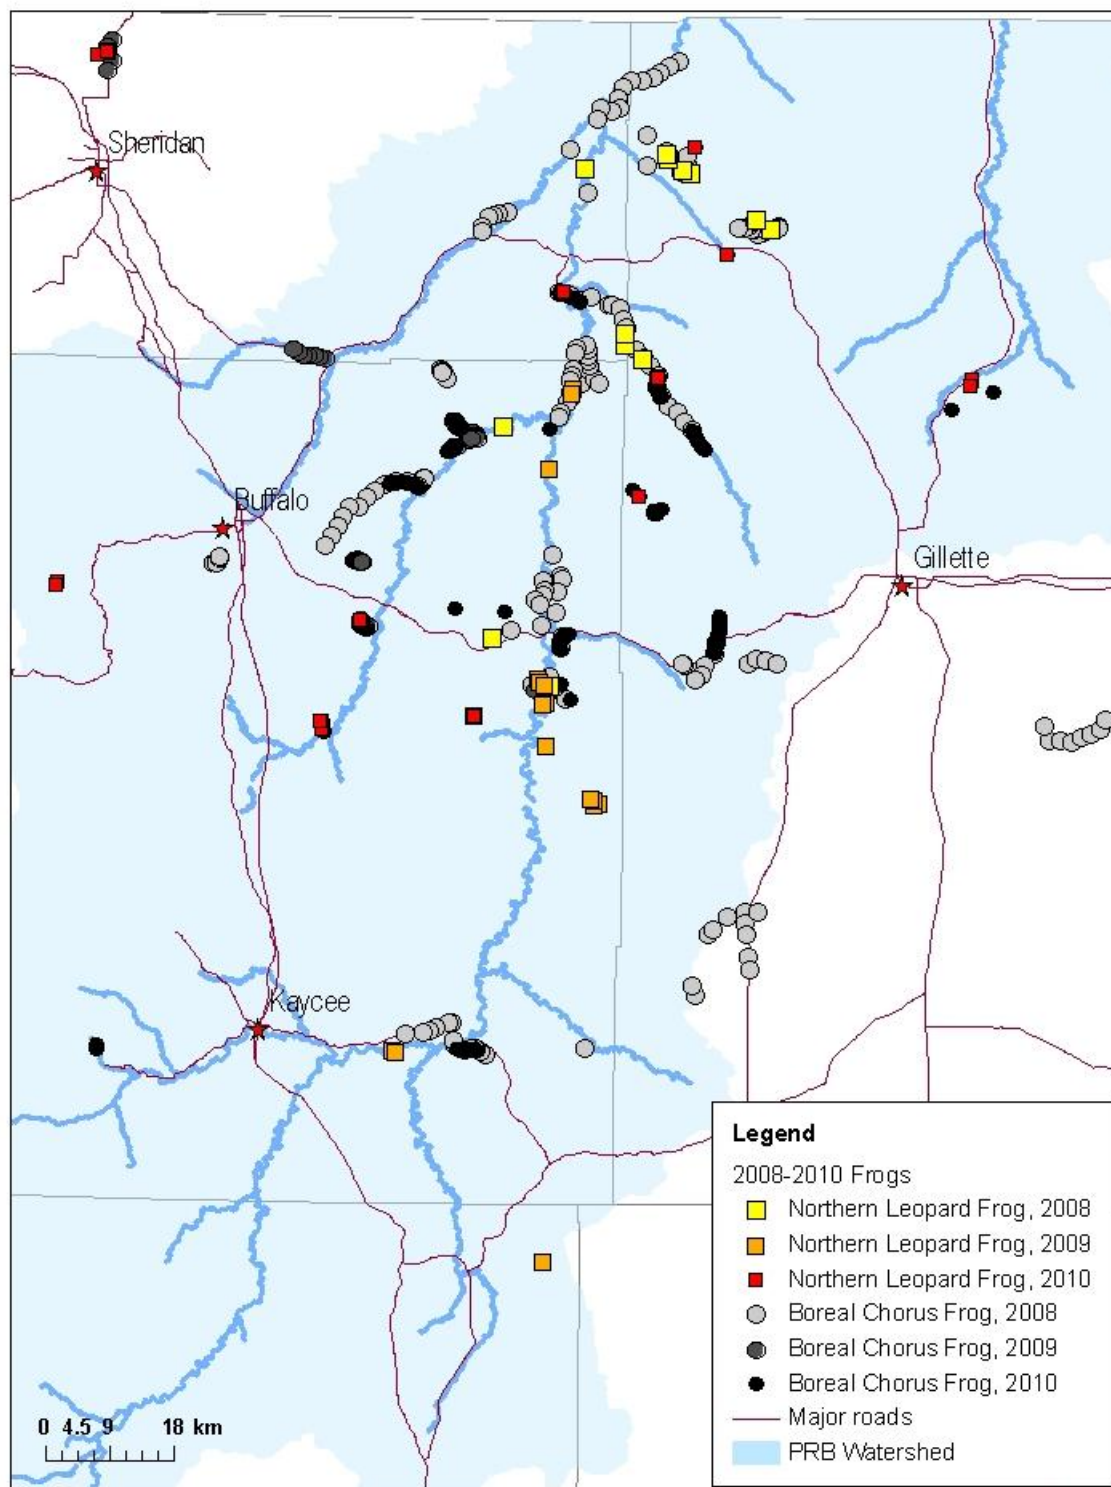 Sheridan
Buffalo
Gillette
Kaycee
Legend
2008-2010 Frogs
Northern Leopard Frog, 2008
Northern Leopard Frog, 2009
Northern Leopard Frog, 2010
Boreal Chorus Frog, 2008
Boreal Chorus Frog, 2009
Boreal Chorus Frog, 2010
Major roads
PRB Watershed
0 4.5 9 18 km